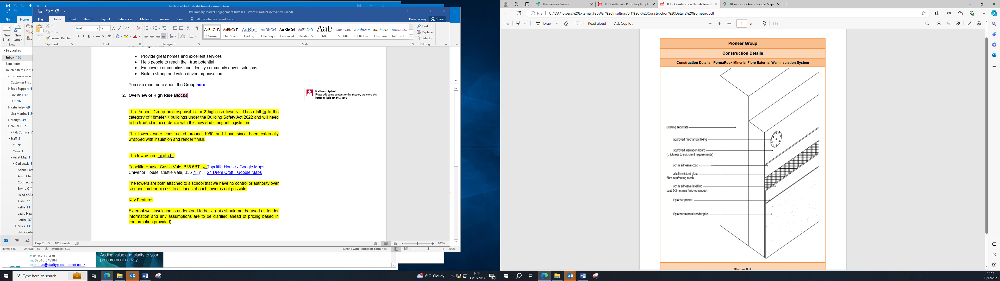 High rise block refurbishment - Appointment
Preliminary Market Engagement Brief 0.1 - Word (Product Activation Failed)
File Home
File Home Insert Design Layout References Mailings Review View Tell me what you want to do...
Dave Livesey Share
New Email New Items
New
Paste Cut Copy Format Painter
Clipboard
Arial 12
Font
Paragraph
AaBbCcD AaBbCcD AaBbC AaBbCc AaBbCc AaBbCcD AaB AaBbCcD AaBbCcDc AaBbCcDc AaBbCcDc
¶ Normal ¶ No Spac... Heading 1 Heading 2 Heading 4 Heading 5 Title Subtitle Subtle Em... Emphasis Intense E...
Styles
Find
Replace
Select
Editing
Favorites
Inbox 165
Sent Items
Deleted Items 2716
Simon Wilson
Customer First
Exec Support 4
FAcilities 17
H R 16
Kate Foley 69
Lisa Martinali
Martyn 39
Neil & IT 7
PR & Comms 7
Staff 2
**Beki
*Suzi 1
Asset Mgt 1
Carl Lewis 3
Adam Hart
Arran Char
Contract M
Enviro Offi
Head of As
Justin 11
Kellie 11
Laura Haw
Louise 37
Miles 11
SNR Contr
Our Strategic Goals:
• Provide great homes and excellent services
• Help people to reach their true potential
• Empower communities and identify community driven solutions
• Build a strong and value driven organisation
You can read more about the Group here
2. Overview of High Rise Blocks
Nathan Liptrot
Please add some content to this section, the more the
better to help set the scene
The Pioneer Group are responsible for 2 high rise towers. These fall In to the
category of 18meter + buildings under the Building Safety Act 2022 and will need
to be treated in accordance with this new and stringent legislation.
The towers were constructed around 1960 and have since been externally
wrapped with insulation and render finish.
The towers are located :-
Topcliffe House, Castle Vale, B35 6BT - Topcliffe House - Google Maps
Chivenor House, Castle Vale, B35 7HY - 24 Drem Croft - Google Maps
The towers are both attached to a school that we have no control or authority over
so unencumber access to all faces of each tower is not possible.
Key Features
External wall insulation is understood to be :- (this should not be used as tender
information and any assumptions are to be clarified ahead of pricing based in
conformation provided)
Page 2 of 5 1001 words
100%
Items: 368 Unread: 165 Reminders: 503
Online with: Microsoft Exchange
100%
t: 01942 725438
m: 07810 375184
e: nathan@clarityprocurement.co.uk
Adding value and clarity to your
procurement activity
Type here to search
6°C Cloudy
14:14
13/12/2023
17
The Pioneer Group
D.1 Castle Vale Photolog Templa
B.1 - Construction Details Isomet
10 Yatesbury Ave - Google Maps
File U:/IDA/Towers%20External%20Wall%20Insultion/B.1%20-%20Construction%20Details%20Isometric.pdf
Draw Read aloud Ask Copilot
1 of 1
Pioneer Group
Construction Details
Construction Details - PermaRock Minerial Fibre External Wall Insulation System
Existing substrate
approved mechanical fixing
approved insulation board
(thickness to suit client requirements)
scrim adhesive coat
alkali resistant glass
fibre reinforcing mesh
scrim adhesive levelling
coat 2-3mm min finished smooth
Epsicoat primer
Epsicoat mineral render plus
Figure B.1
14:14
13/12/2023